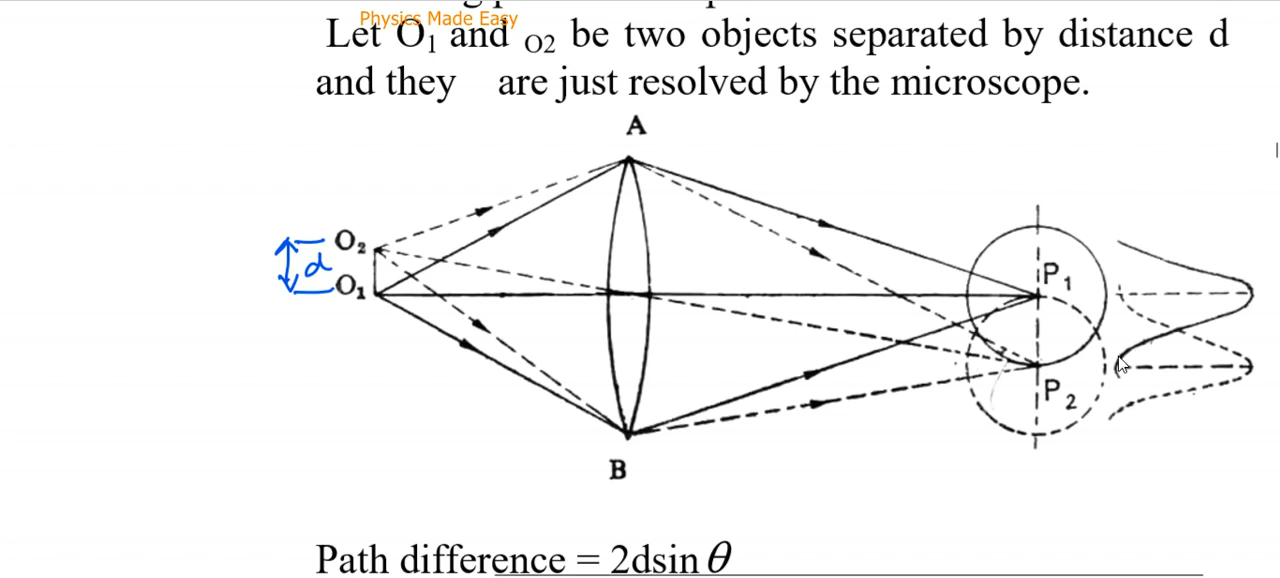 Physics Made Easy
Let O₁ and O2 be two objects separated by distance d
and they are just resolved by the microscope.
A
O₂
d
O₁
P₁
P₂
B
Path difference = 2dsin θ